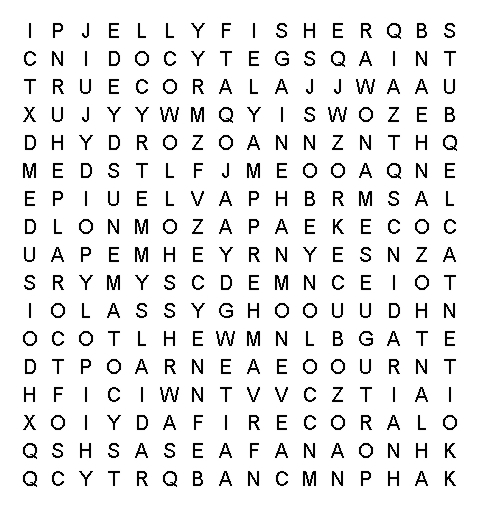 I P J E L L Y F I S H E R Q B S
C N I D O C Y T E G S Q A I N T
T R U E C O R A L A J J W A A U
X U J Y Y W M Q Y I S W O Z E B
D H Y D R O Z O A N N Z N T H Q
M E D S T L F J M E O O A Q N E
E P I U E L V A P H B R M S A L
D L O N M O Z A P A E K E C O C
U A P E M H E Y R N Y E S N Z A
S R Y M Y S C D E M N C E I O T
I O L A S S Y G H O O U U D H N
O C O T L H E W M N L B G A T E
D T P O A R N E A E O O U R N T
H F I C I W N T V V C Z T I A I
X O I Y D A F I R E C O R A L O
Q S H S A S E A F A N A O N H K
Q C Y T R Q B A N C M N P H A K